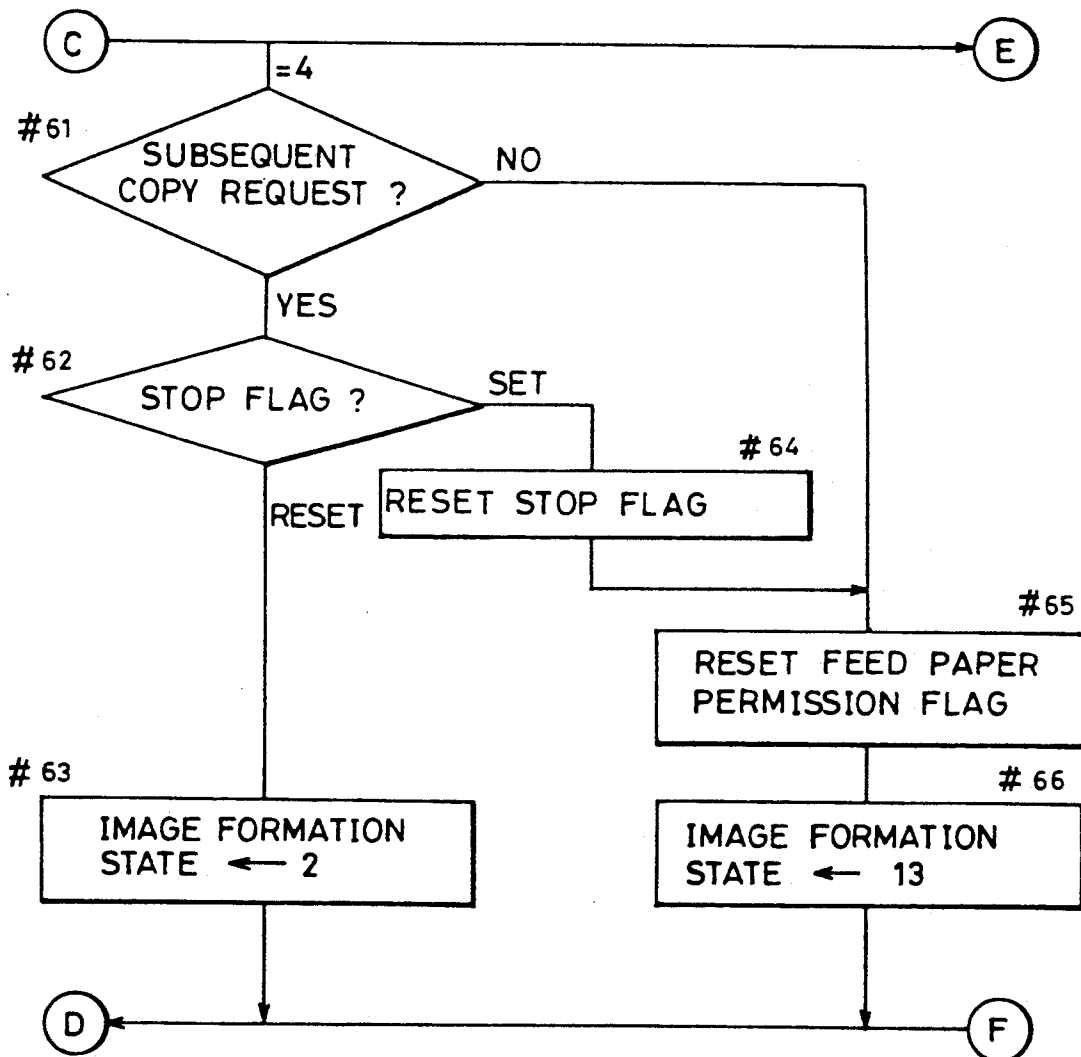 C
E
=4
#61
SUBSEQUENT
COPY REQUEST ?
NO
YES
#62
STOP FLAG ?
SET
#64
RESET
RESET STOP FLAG
#65
RESET FEED PAPER
PERMISSION FLAG
#63
#66
IMAGE FORMATION
STATE ← 2
IMAGE FORMATION
STATE ← 13
D
F